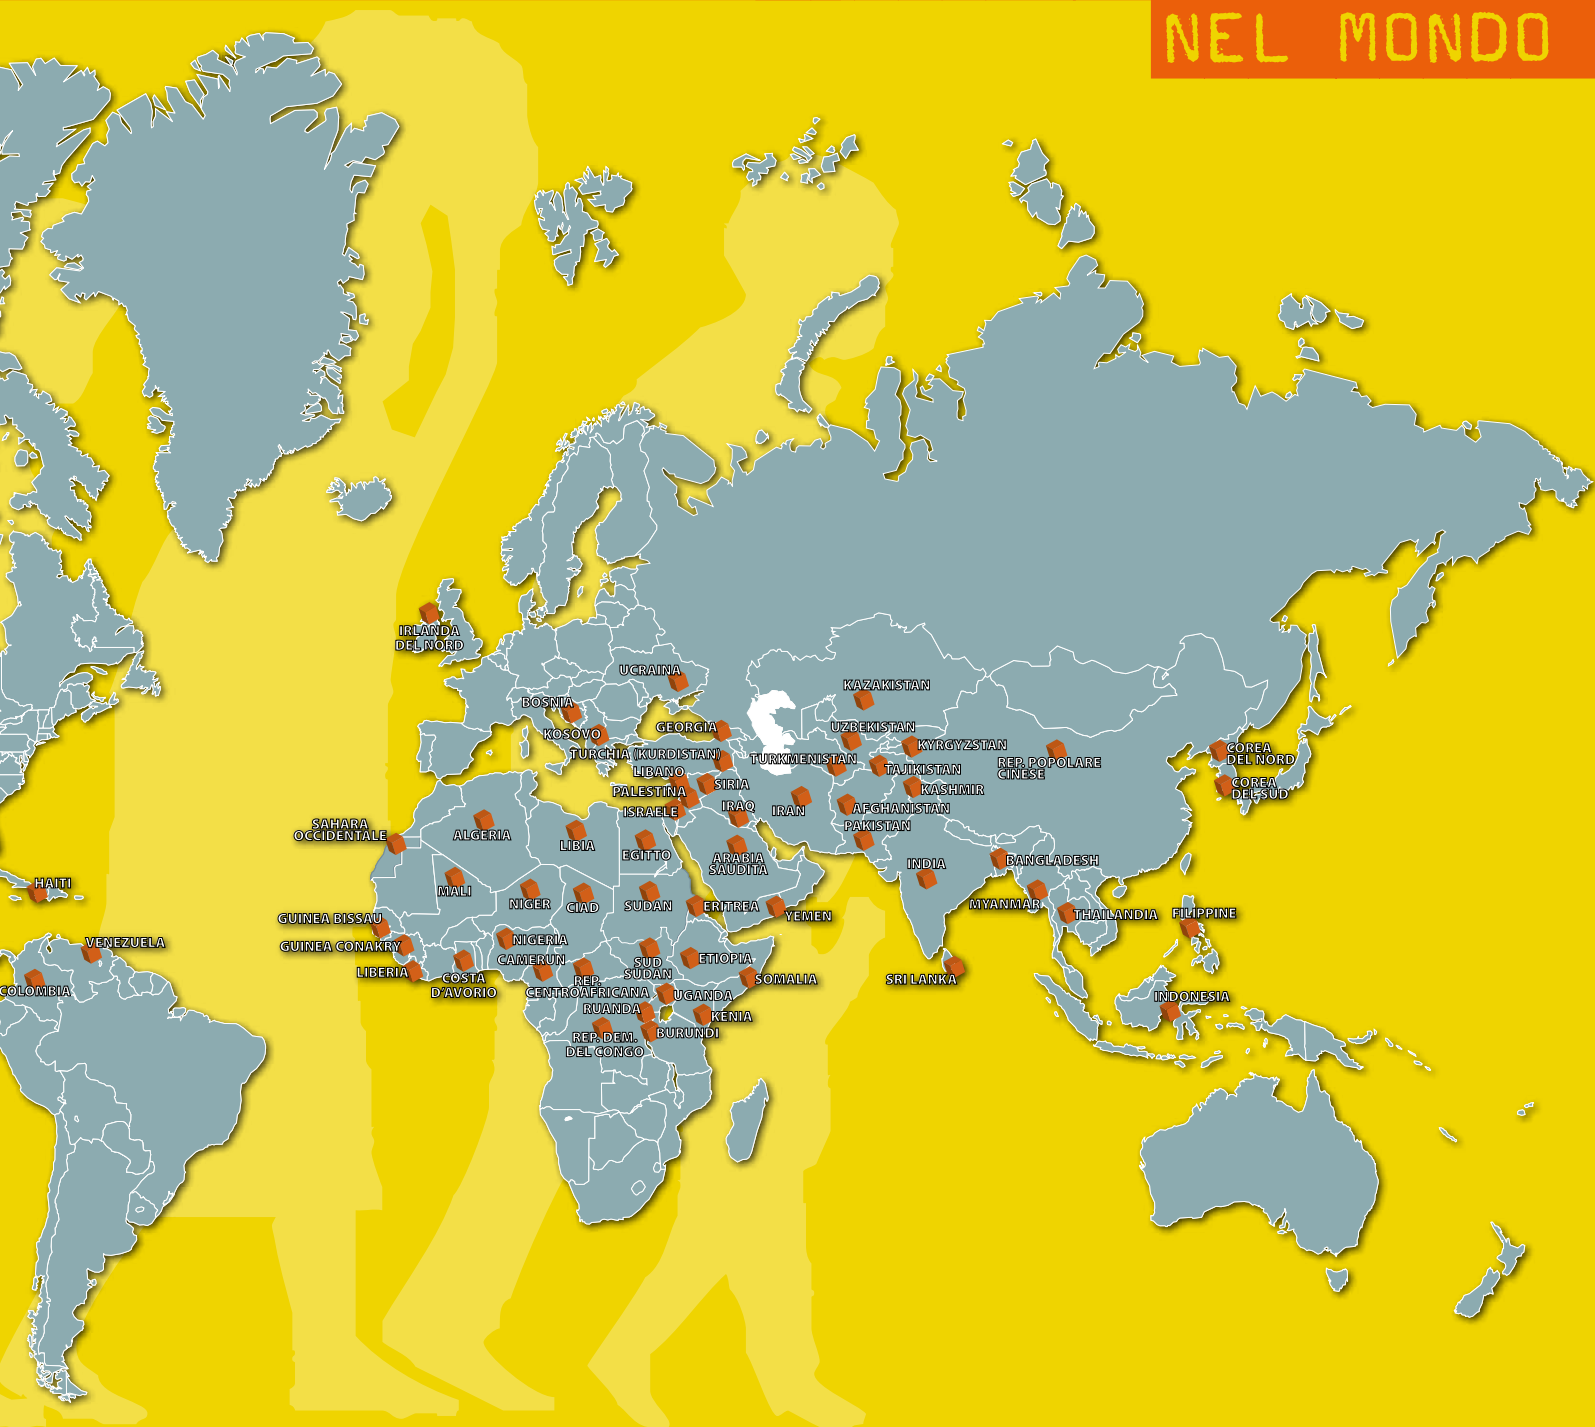 NEL MONDO
IRLANDA
DEL NORD
UCRAINA
KAZAKISTAN
BOSNIA
GEORGIA
UZBEKISTAN
KOSOVO
KYRGYZSTAN
COREA
DEL NORD
TURCHIA (KURDISTAN)
TURKMENISTAN
REP. POPOLARE
CINESE
LIBANO
TAJIKISTAN
SIRIA
COREA
DEL SUD
PALESTINA
KASHMIR
ISRAELE
IRAQ
IRAN
AFGHANISTAN
SAHARA
OCCIDENTALE
ALGERIA
LIBIA
EGITTO
ARABIA
SAUDITA
PAKISTAN
INDIA
BANGLADESH
HAITI
MALI
NIGER
CIAD
SUDAN
ERITREA
YEMEN
MYANMAR
THAILANDIA
FILIPPINE
GUINEA BISSAU
VENEZUELA
GUINEA CONAKRY
NIGERIA
CAMERUN
SUD
SUDAN
ETIOPIA
LIBERIA
COSTA
D'AVORIO
REP.
CENTROAFRICANA
SOMALIA
SRI LANKA
COLOMBIA
UGANDA
INDONESIA
RUANDA
KENIA
REP. DEM.
DEL CONGO
BURUNDI